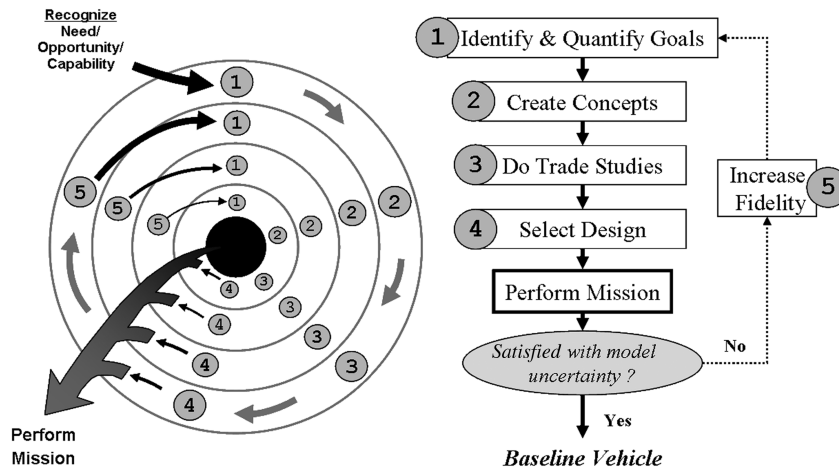 Recognize
Need/
Opportunity/
Capability
1
1
1
1
5
5
5
2
2
2
2
3
3
3
3
4
4
4
4
Perform
Mission
1
Identify & Quantify Goals
2
Create Concepts
3
Do Trade Studies
4
Select Design
Perform Mission
Satisfied with model
uncertainty ?
Yes
Baseline Vehicle
No
Increase
Fidelity
5